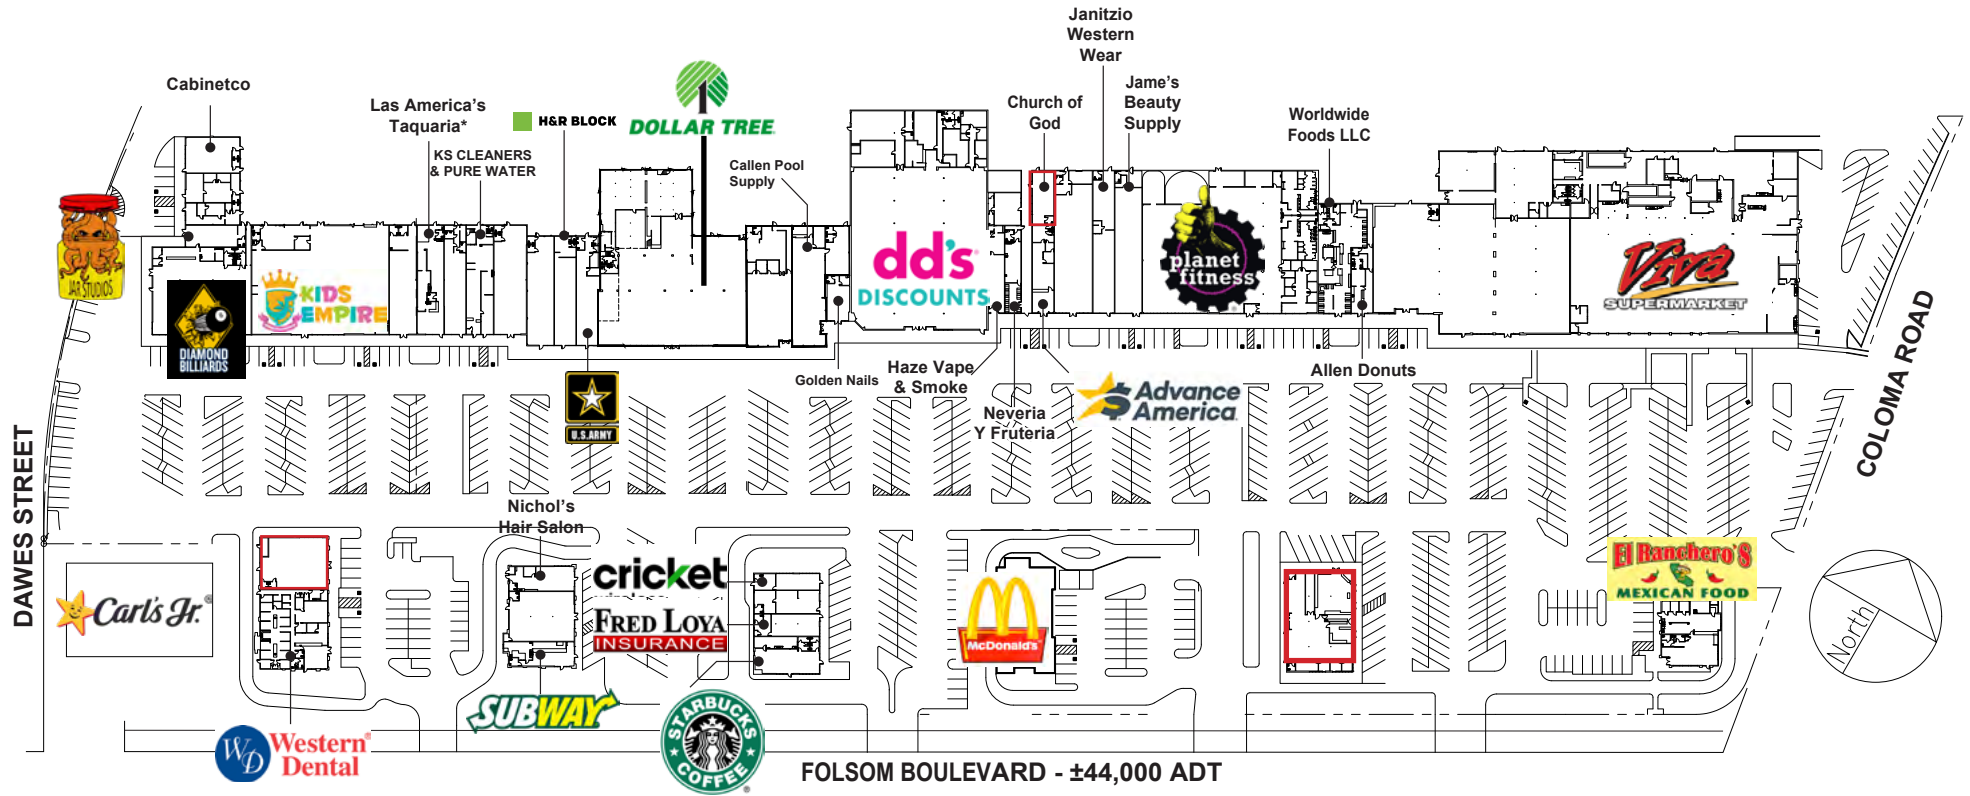 Janitzio
Western
Wear
Cabinetco
Las America's
Taquaria*
H&R BLOCK
DOLLAR TREE
KS CLEANERS
& PURE WATER
Callen Pool
Supply
Church of
God
Jame's
Beauty
Supply
Worldwide
Foods LLC
JAR STUDIOS
KIDS
EMPIRE
dd's
DISCOUNTS
planet
fitness
Viva
SUPERMARKET
DIAMOND
BILLIARDS
8
U.S.ARMY
Golden Nails
Haze Vape
& Smoke
Neveria
Y Fruteria
Advance
America
Allen Donuts
COLOMA ROAD
DAWES STREET
Nichol's
Hair Salon
Carl's Jr.®
cricket
FRED LOYA
INSURANCE
McDonald's
El Ranchero'S
MEXICAN FOOD
North
SUBWAY
STARBUCKS
COFFEE
WD
Western
Dental
FOLSOM BOULEVARD - ±44,000 ADT